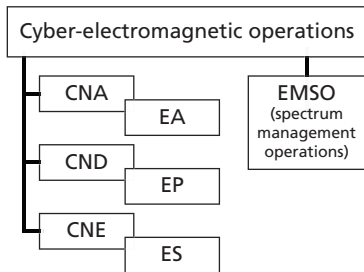 Cyber-electromagnetic operations
CNA
EA
CND
EP
CNE
ES
EMSO
(spectrum
management
operations)